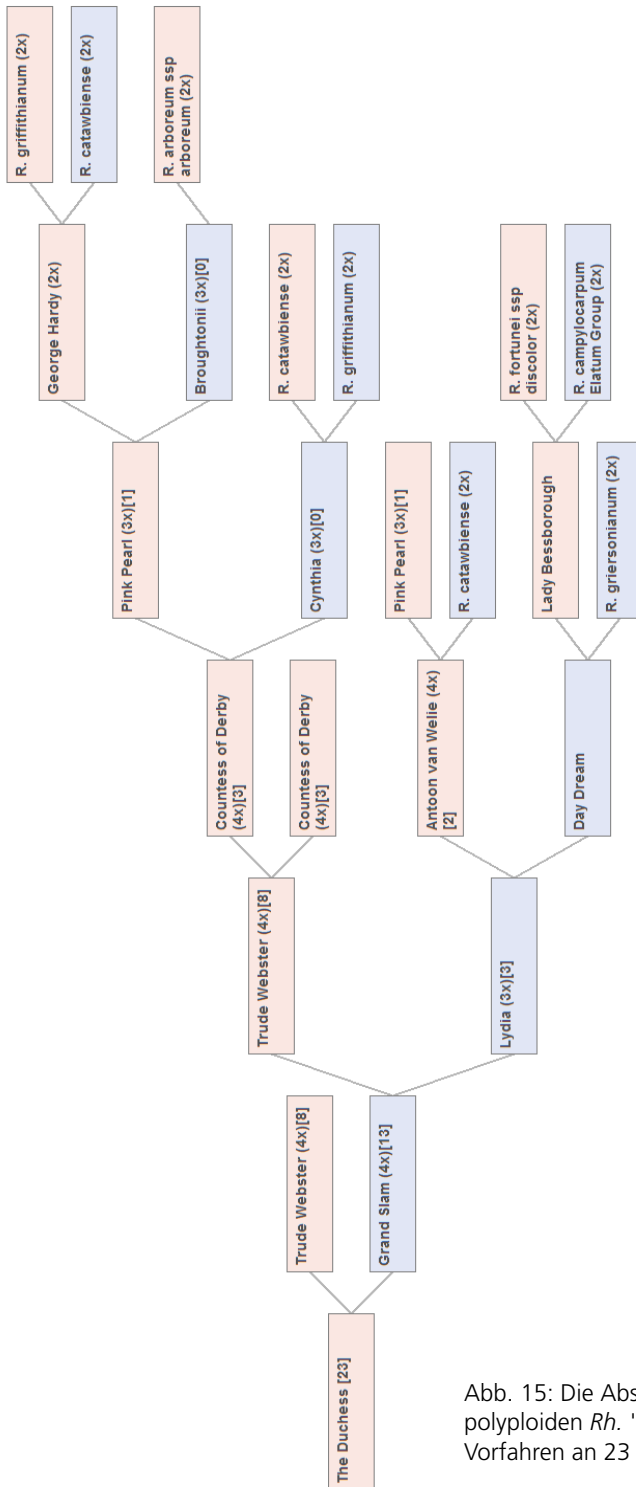 R. griffithianum (2x)
R. catawbiense (2x)
R. arboreum ssp
arboreum (2x)
George Hardy (2x)
Broughtonii (3x)[0]
R. catawbiense (2x)
R. griffithianum (2x)
R. fortunei ssp
discolor (2x)
R. campylocarpum
Elatum Group (2x)
Pink Pearl (3x)[1]
Cynthia (3x)[0]
Pink Pearl (3x)[1]
R. catawbiense (2x)
Lady Bessborough
R. griersonianum (2x)
Countess of Derby
(4x)[3]
Countess of Derby
(4x)[3]
Antoon van Welie (4x)
[2]
Day Dream
Trude Webster (4x)[8]
Lydia (3x)[3]
Trude Webster (4x)[8]
Grand Slam (4x)[13]
The Duchess [23]
Abb. 15: Die Abs
polyploiden Rh. '
Vorfahren an 23